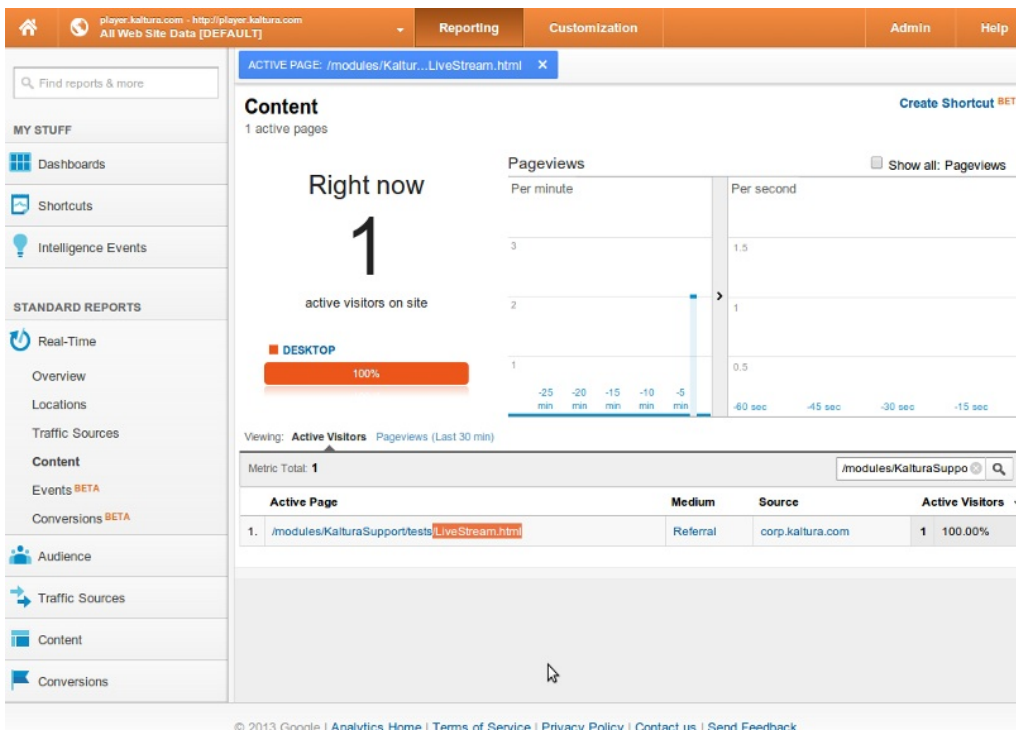 player.kaltura.com - http://player.kaltura.com
All Web Site Data [DEFAULT]
Reporting
Customization
Admin
Help
Find reports & more
MY STUFF
Dashboards
Shortcuts
Intelligence Events
STANDARD REPORTS
Real-Time
Overview
Locations
Traffic Sources
Content
Events BETA
Conversions BETA
Audience
Traffic Sources
Content
Conversions
ACTIVE PAGE: /modules/Kaltur...LiveStream.html X
Content
1 active pages
Create Shortcut BET
Right now
1
active visitors on site
DESKTOP
100%
Pageviews
Show all: Pageviews
Per minute
3
2
1
-25 min -20 min -15 min -10 min -5 min
Per second
1.5
1
0.5
-60 sec -45 sec -30 sec -15 sec
Viewing: Active Visitors Pageviews (Last 30 min)
Metric Total: 1
/modules/KalturaSuppo
Active Page Medium Source Active Visitors
1. /modules/KalturaSupport/tests/LiveStream.html Referral corp.kaltura.com 1 100.00%
© 2013 Google | Analytics Home | Terms of Service | Privacy Policy | Contact us | Send Feedback